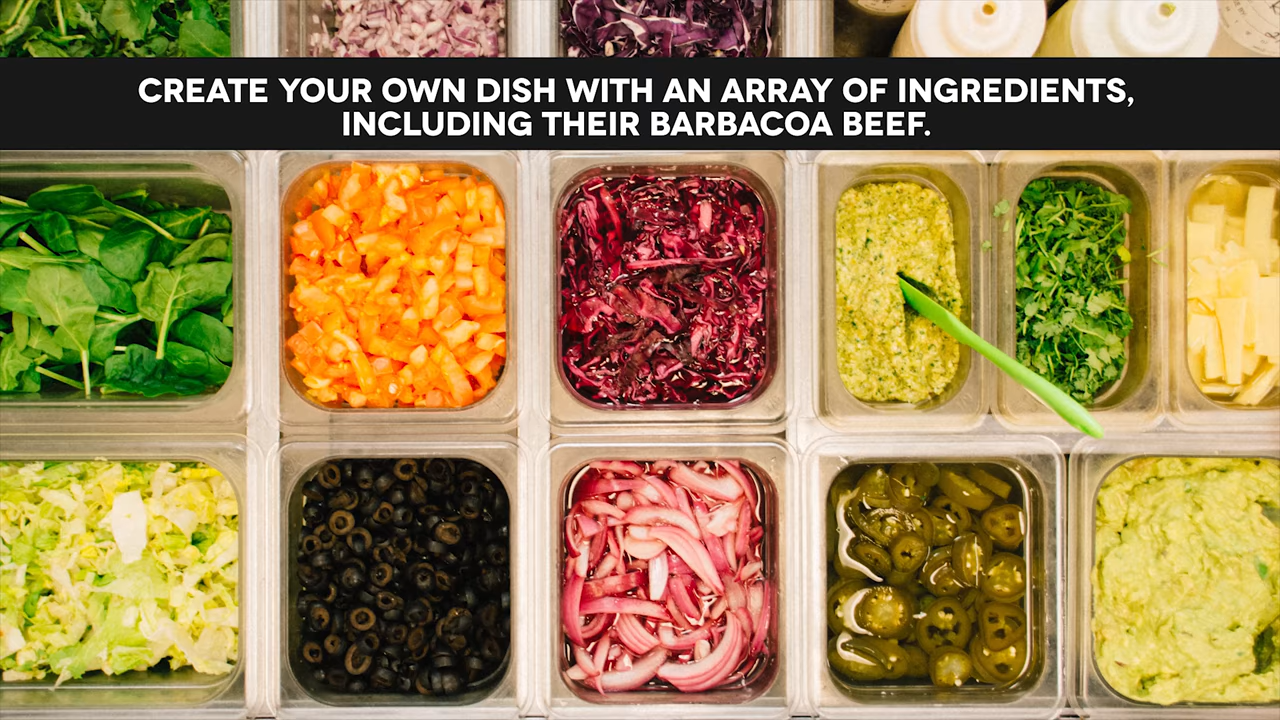 CREATE YOUR OWN DISH WITH AN ARRAY OF INGREDIENTS,
INCLUDING THEIR BARBACOA BEEF.